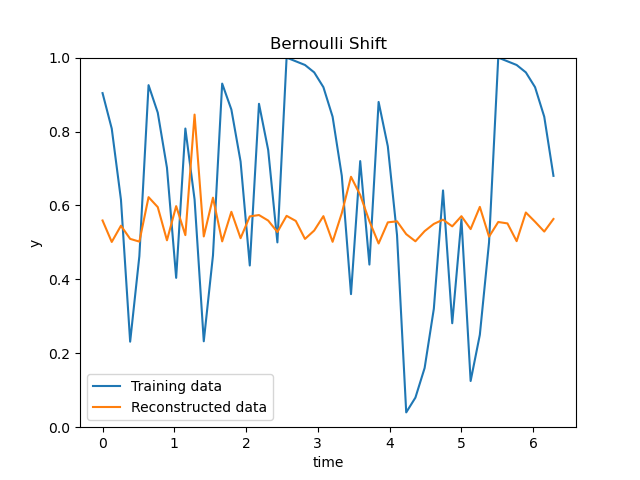 Bernoulli Shift
y
1.0
0.8
0.6
0.4
0.2
0.0
Training data
Reconstructed data
0 1 2 3 4 5 6
time